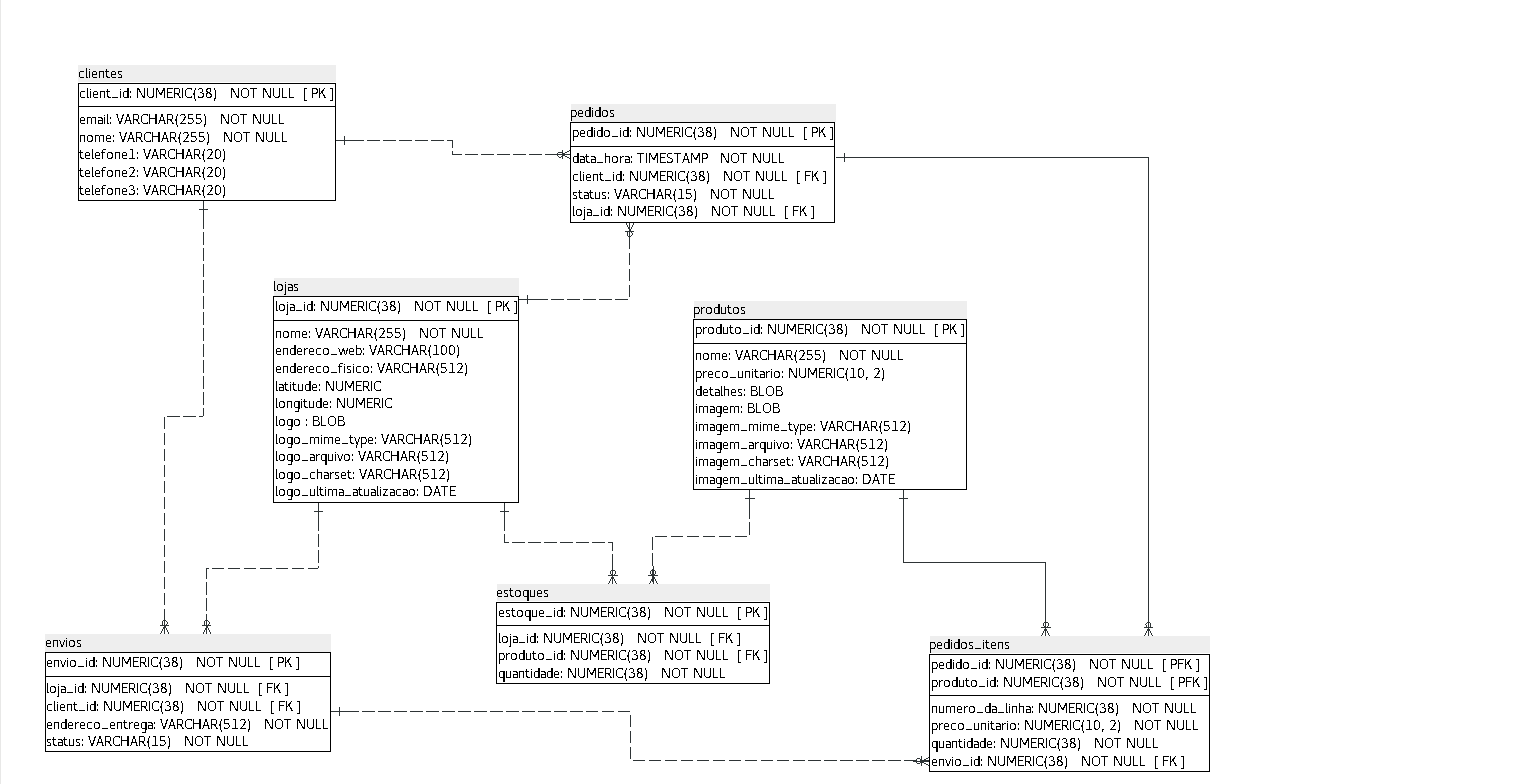 clientes
client_id: NUMERIC(38) NOT NULL [ PK ]
email: VARCHAR(255) NOT NULL
nome: VARCHAR(255) NOT NULL
telefone1: VARCHAR(20)
telefone2: VARCHAR(20)
telefone3: VARCHAR(20)
pedidos
pedido_id: NUMERIC(38) NOT NULL [ PK ]
data_hora: TIMESTAMP NOT NULL
client_id: NUMERIC(38) NOT NULL [ FK ]
status: VARCHAR(15) NOT NULL
loja_id: NUMERIC(38) NOT NULL [ FK ]
lojas
loja_id: NUMERIC(38) NOT NULL [ PK ]
nome: VARCHAR(255) NOT NULL
endereco_web: VARCHAR(100)
endereco_fisico: VARCHAR(512)
latitude: NUMERIC
longitude: NUMERIC
logo : BLOB
logo_mime_type: VARCHAR(512)
logo_arquivo: VARCHAR(512)
logo_charset: VARCHAR(512)
logo_ultima_atualizacao: DATE
produtos
produto_id: NUMERIC(38) NOT NULL [ PK ]
nome: VARCHAR(255) NOT NULL
preco_unitario: NUMERIC(10, 2)
detalhes: BLOB
imagem: BLOB
imagem_mime_type: VARCHAR(512)
imagem_arquivo: VARCHAR(512)
imagem_charset: VARCHAR(512)
imagem_ultima_atualizacao: DATE
estoques
estoque_id: NUMERIC(38) NOT NULL [ PK ]
loja_id: NUMERIC(38) NOT NULL [ FK ]
produto_id: NUMERIC(38) NOT NULL [ FK ]
quantidade: NUMERIC(38) NOT NULL
envios
envio_id: NUMERIC(38) NOT NULL [ PK ]
loja_id: NUMERIC(38) NOT NULL [ FK ]
client_id: NUMERIC(38) NOT NULL [ FK ]
endereco_entrega: VARCHAR(512) NOT NULL
status: VARCHAR(15) NOT NULL
pedidos_itens
pedido_id: NUMERIC(38) NOT NULL [ PFK ]
produto_id: NUMERIC(38) NOT NULL [ PFK ]
numero_da_linha: NUMERIC(38) NOT NULL
preco_unitario: NUMERIC(10, 2) NOT NULL
quantidade: NUMERIC(38) NOT NULL
envio_id: NUMERIC(38) NOT NULL [ FK ]